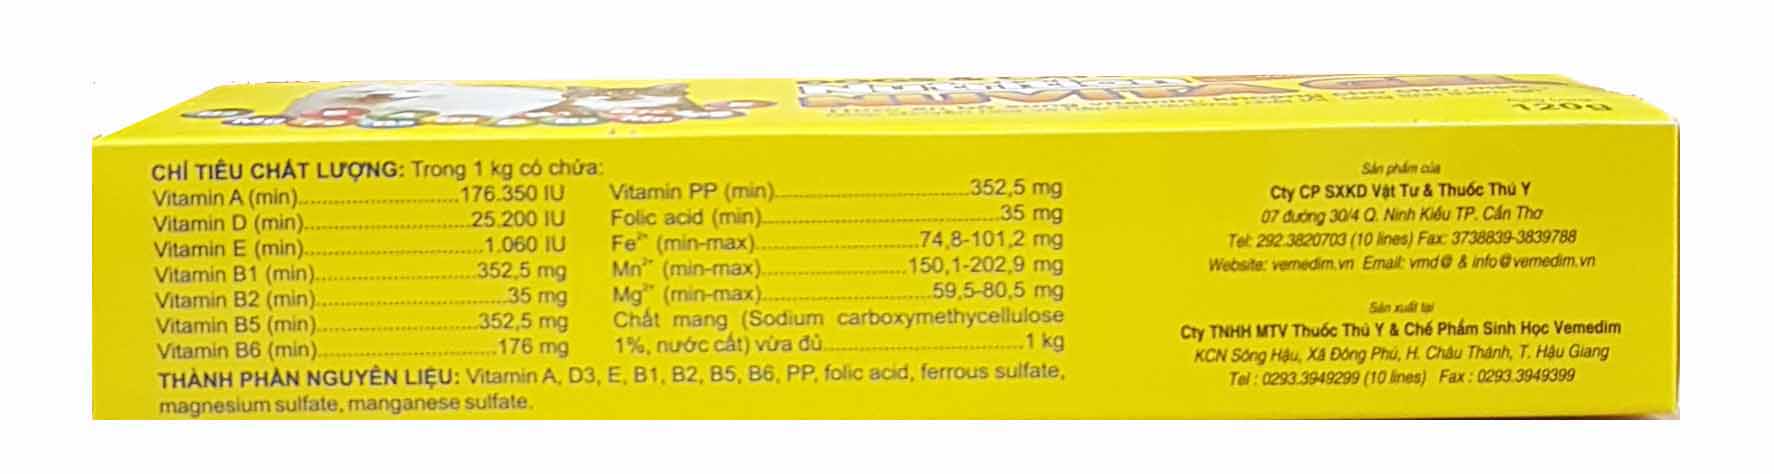 120g
CHỈ TIÊU CHẤT LƯỢNG: Trong 1 kg có chứa:
Vitamin A (min)..........................176.350 IU
Vitamin D (min)...........................25.200 IU
Vitamin E (min).............................1.060 IU
Vitamin B1 (min)..........................352,5 mg
Vitamin B2 (min)...............................35 mg
Vitamin B5 (min)..........................352,5 mg
Vitamin B6 (min).............................176 mg
Vitamin PP (min)................................352,5 mg
Folic acid (min).......................................35 mg
Fe²⁺ (min-max)..........................74,8-101,2 mg
Mn²⁺ (min-max)........................150,1-202,9 mg
Mg²⁺ (min-max)............................59,5-80,5 mg
Chất mang (Sodium carboxymethycellulose
1%, nước cất) vừa đủ..................................1 kg
THÀNH PHẦN NGUYÊN LIỆU: Vitamin A, D3, E, B1, B2, B5, B6, PP, folic acid, ferrous sulfate,
magnesium sulfate, manganese sulfate.
Sản phẩm của
Cty CP SXKD Vật Tư & Thuốc Thú Y
07 đường 30/4 Q. Ninh Kiều TP. Cần Thơ
Tel: 292.3820703 (10 lines) Fax: 3738839-3839788
Website: vemedim.vn Email: vmd@ & info@vemedim.vn
Sản xuất tại
Cty TNHH MTV Thuốc Thú Y & Chế Phẩm Sinh Học Vemedim
KCN Sông Hậu, Xã Đông Phú, H. Châu Thành, T. Hậu Giang
Tel : 0293.3949299 (10 lines) Fax : 0293.3949399